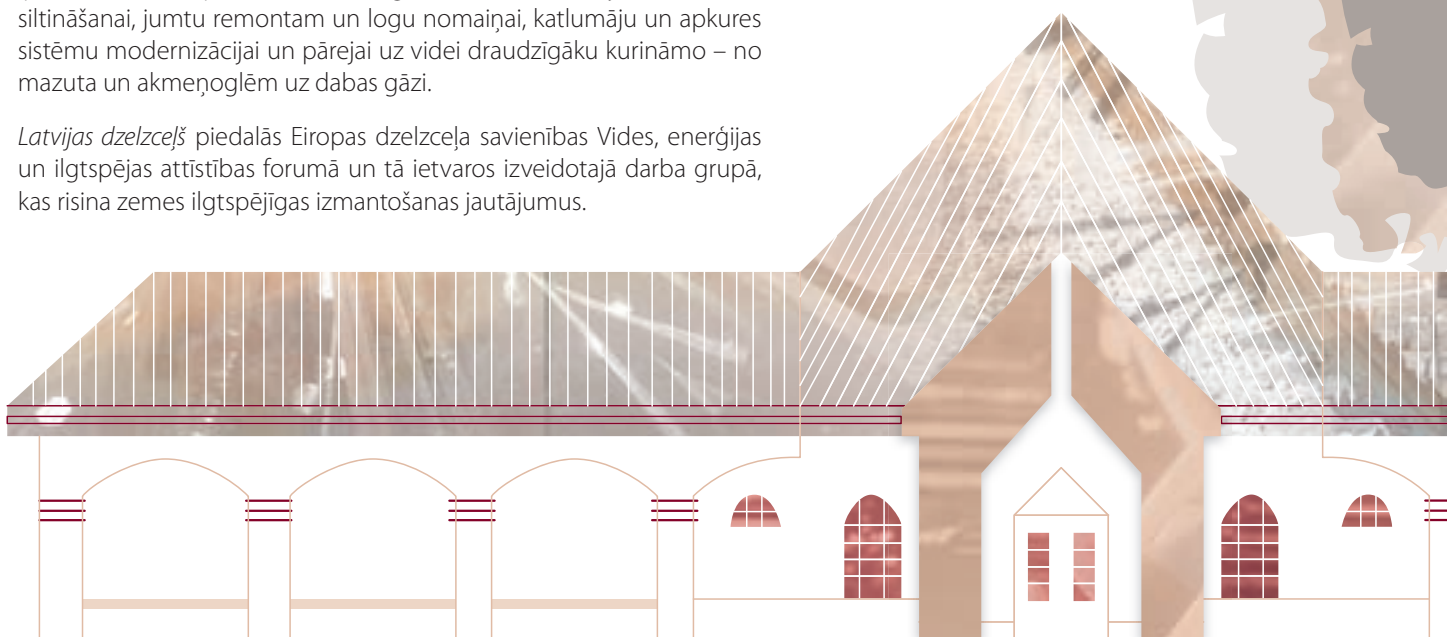 siltināšanai, jumtu remontam un logu nomaiņai, katlumāju un apkures
sistēmu modernizācijai un pārejai uz videi draudzīgāku kurināmo – no
mazuta un akmeņoglēm uz dabas gāzi.
Latvijas dzelzceļš piedalās Eiropas dzelzceļa savienības Vides, enerģijas
un ilgtspējas attīstības forumā un tā ietvaros izveidotajā darba grupā,
kas risina zemes ilgtspējīgas izmantošanas jautājumus.